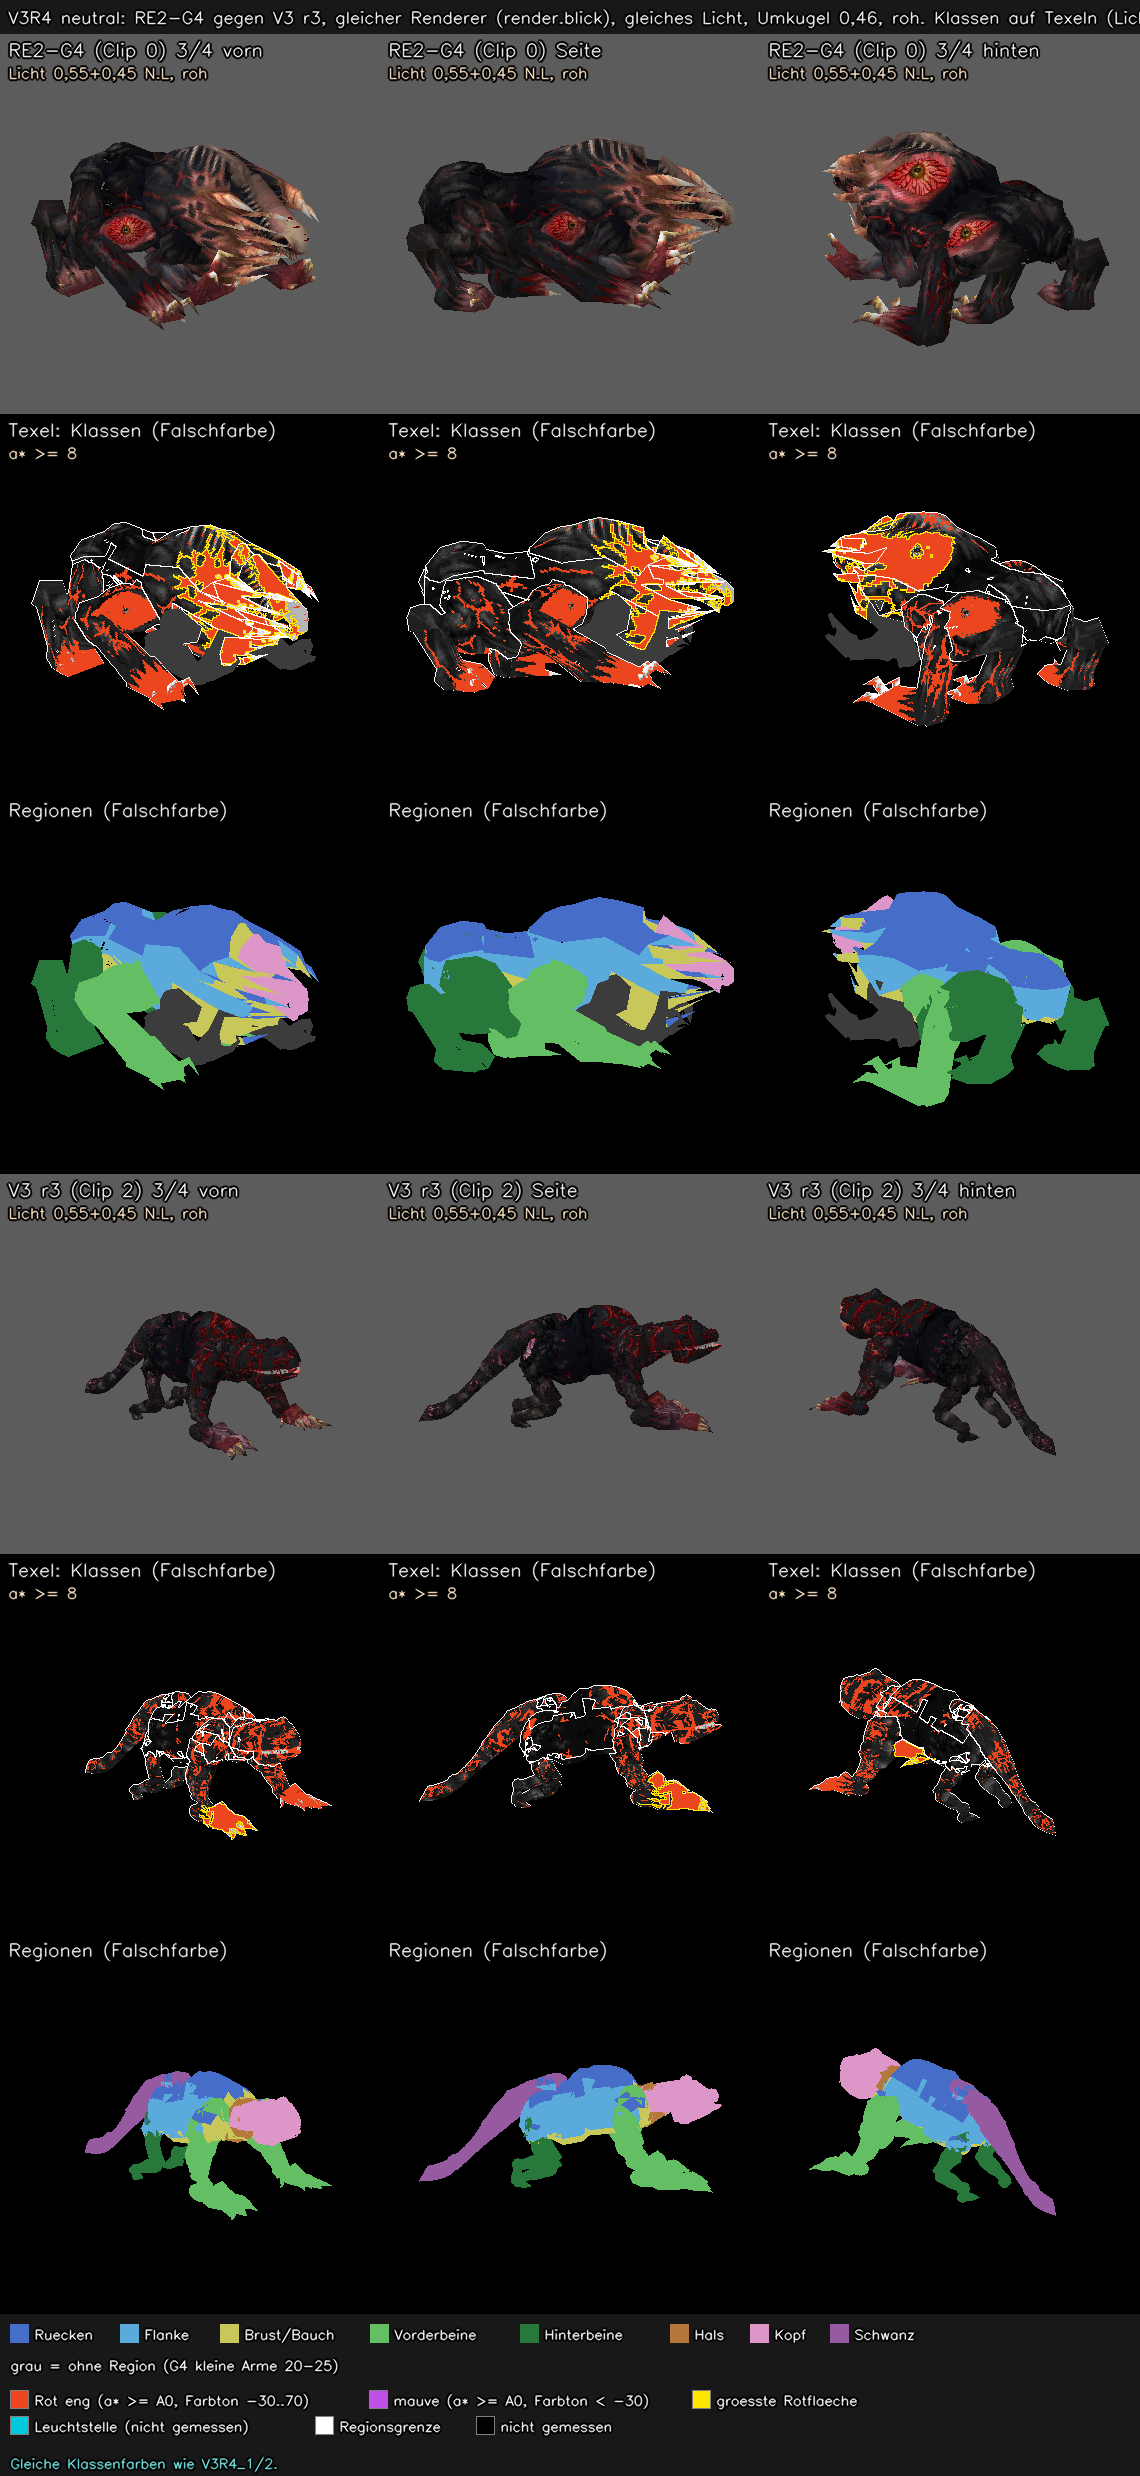 V3R4 neutral: RE2-G4 gegen V3 r3, gleicher Renderer (render.blick), gleiches Licht, Umkugel 0,46, roh. Klassen auf Texeln (Lic
RE2-G4 (Clip 0) 3/4 vorn
Licht 0,55+0,45 N.L, roh
RE2-G4 (Clip 0) Seite
Licht 0,55+0,45 N.L, roh
RE2-G4 (Clip 0) 3/4 hinten
Licht 0,55+0,45 N.L, roh
Texel: Klassen (Falschfarbe)
a* >= 8
Texel: Klassen (Falschfarbe)
a* >= 8
Texel: Klassen (Falschfarbe)
a* >= 8
Regionen (Falschfarbe)
Regionen (Falschfarbe)
Regionen (Falschfarbe)
V3 r3 (Clip 2) 3/4 vorn
Licht 0,55+0,45 N.L, roh
V3 r3 (Clip 2) Seite
Licht 0,55+0,45 N.L, roh
V3 r3 (Clip 2) 3/4 hinten
Licht 0,55+0,45 N.L, roh
Texel: Klassen (Falschfarbe)
a* >= 8
Texel: Klassen (Falschfarbe)
a* >= 8
Texel: Klassen (Falschfarbe)
a* >= 8
Regionen (Falschfarbe)
Regionen (Falschfarbe)
Regionen (Falschfarbe)
Ruecken Flanke Brust/Bauch Vorderbeine Hinterbeine Hals Kopf Schwanz
grau = ohne Region (G4 kleine Arme 20-25)
Rot eng (a* >= A0, Farbton -30..70) mauve (a* >= A0, Farbton < -30) groesste Rotflaeche
Leuchtstelle (nicht gemessen) Regionsgrenze nicht gemessen
Gleiche Klassenfarben wie V3R4_1/2.